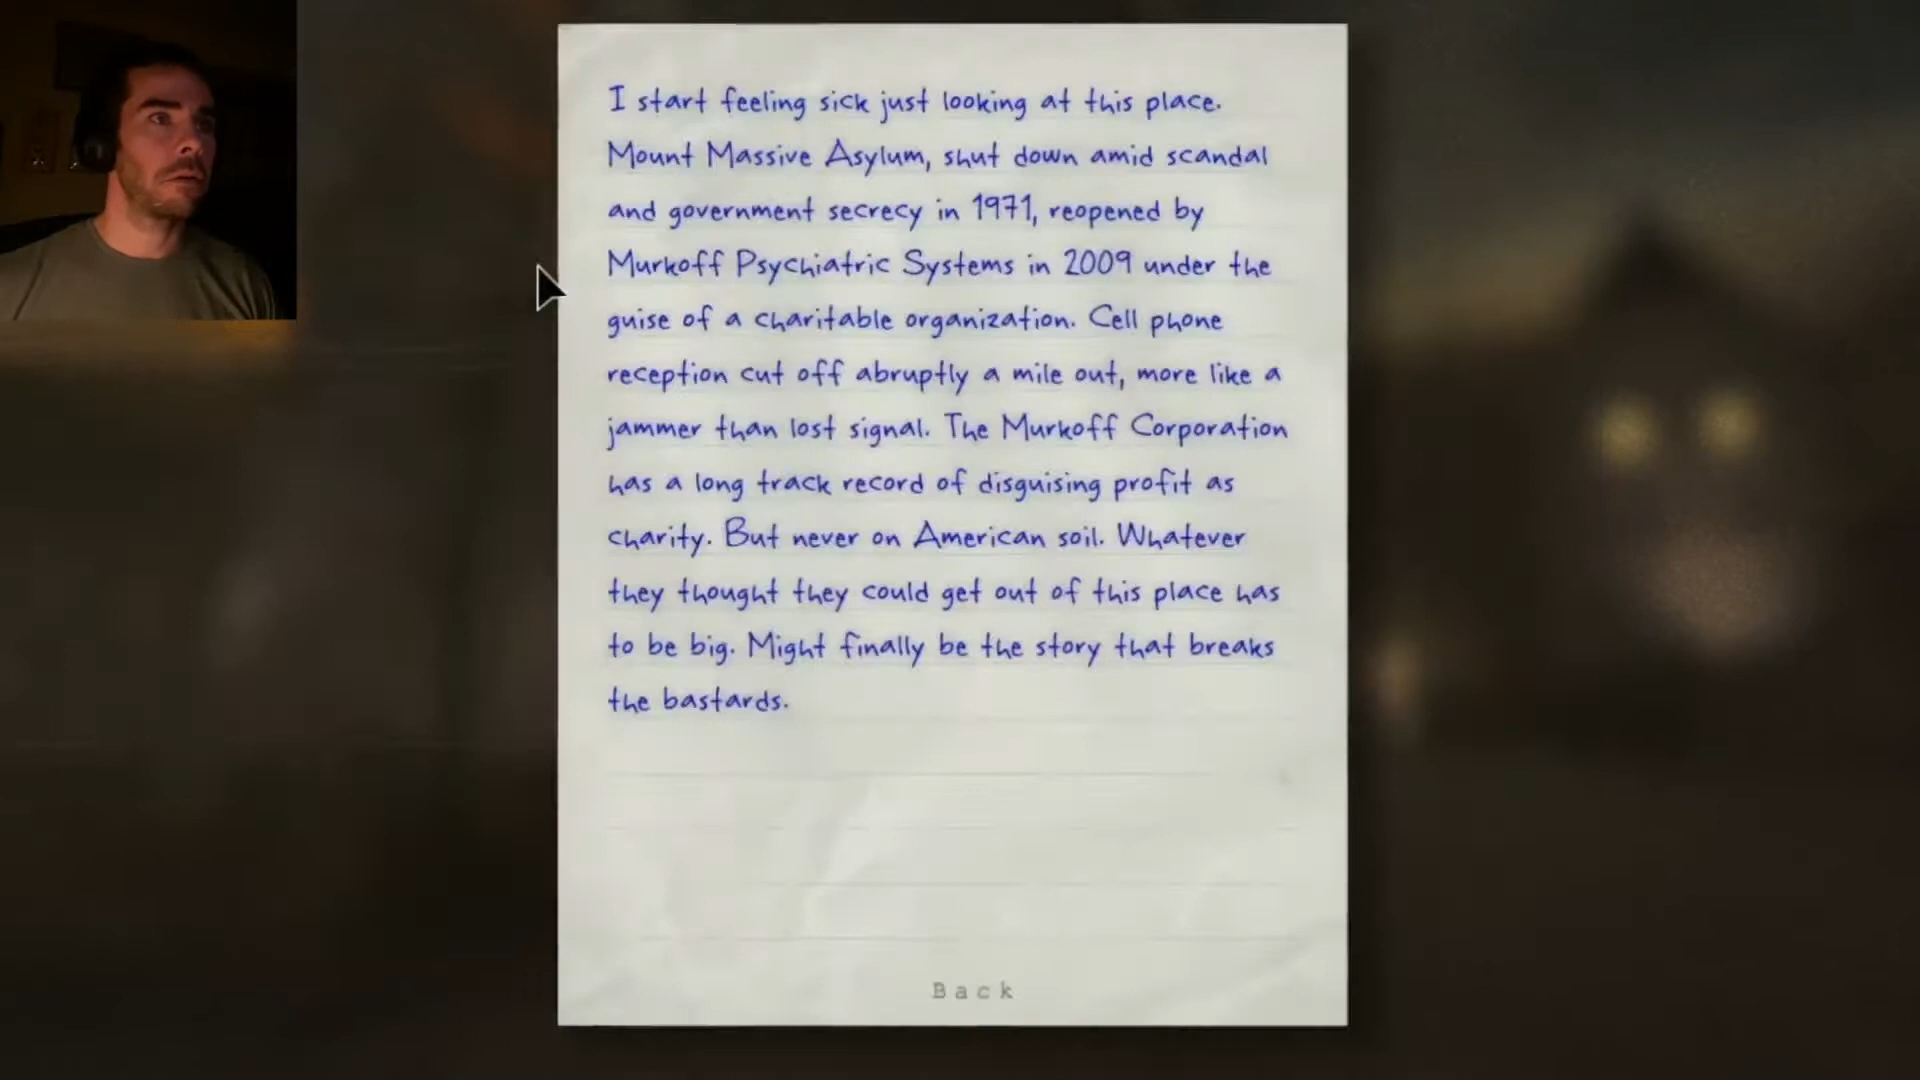 I start feeling sick just looking at this place.
Mount Massive Asylum, shut down amid scandal
and government secrecy in 1971, reopened by
Murkoff Psychiatric Systems in 2009 under the
guise of a charitable organization. Cell phone
reception cut off abruptly a mile out, more like a
jammer than lost signal. The Murkoff Corporation
has a long track record of disguising profit as
charity. But never on American soil. Whatever
they thought they could get out of this place has
to be big. Might finally be the story that breaks
the bastards.
Back